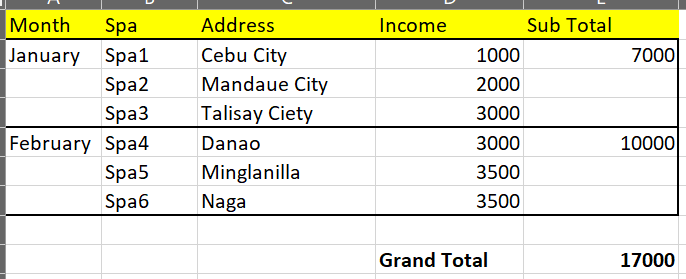 Month Spa Address Income Sub Total
January Spa1 Cebu City 1000 7000
Spa2 Mandaue City 2000
Spa3 Talisay Ciety 3000
February Spa4 Danao 3000 10000
Spa5 Minglanilla 3500
Spa6 Naga 3500
Grand Total 17000